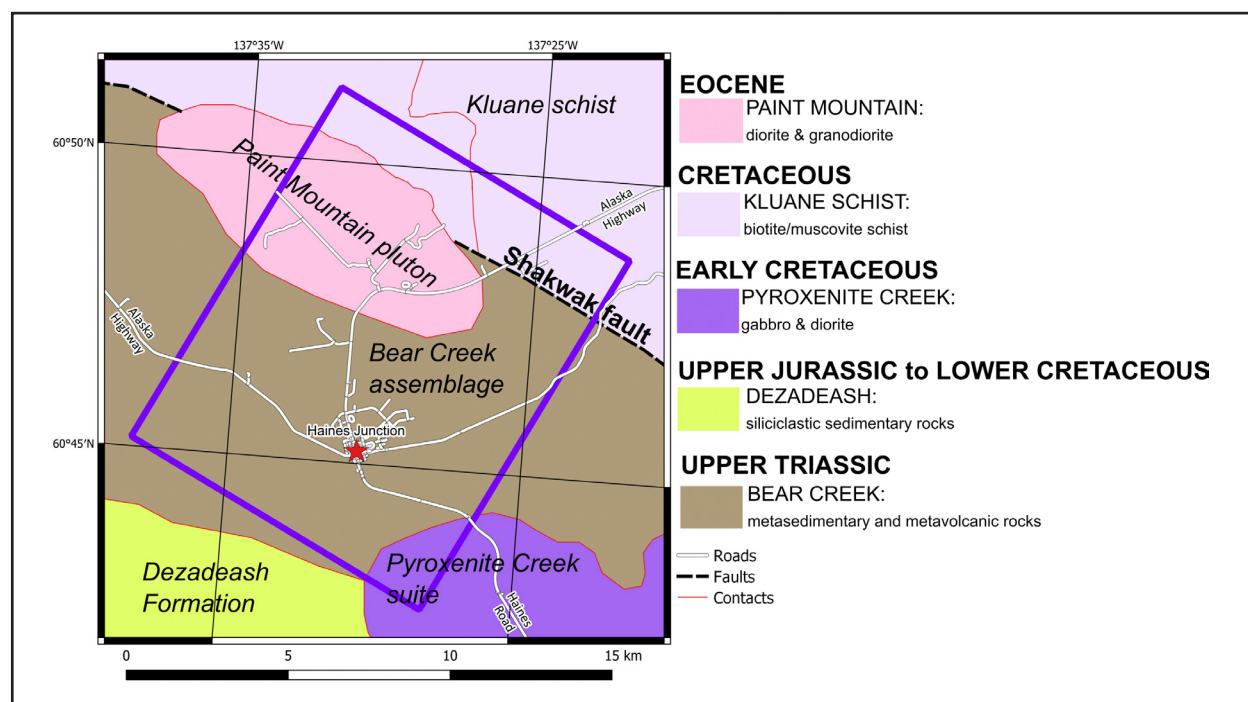 137°35'W
137°25'W
60°50'N
60°45'N
Kluane schist
Paint Mountain pluton
Alaska
Highway
Shakwak fault
Alaska
Highway
Bear Creek
assemblage
Haines Junction
Dezadeash
Formation
Pyroxenite Creek
suite
Haines
Road
0
5
10
15 km
EOCENE
PAINT MOUNTAIN:
diorite & granodiorite
CRETACEOUS
KLUANE SCHIST:
biotite/muscovite schist
EARLY CRETACEOUS
PYROXENITE CREEK:
gabbro & diorite
UPPER JURASSIC to LOWER CRETACEOUS
DEZADEASH:
siliciclastic sedimentary rocks
UPPER TRIASSIC
BEAR CREEK:
metasedimentary and metavolcanic rocks
Roads
Faults
Contacts